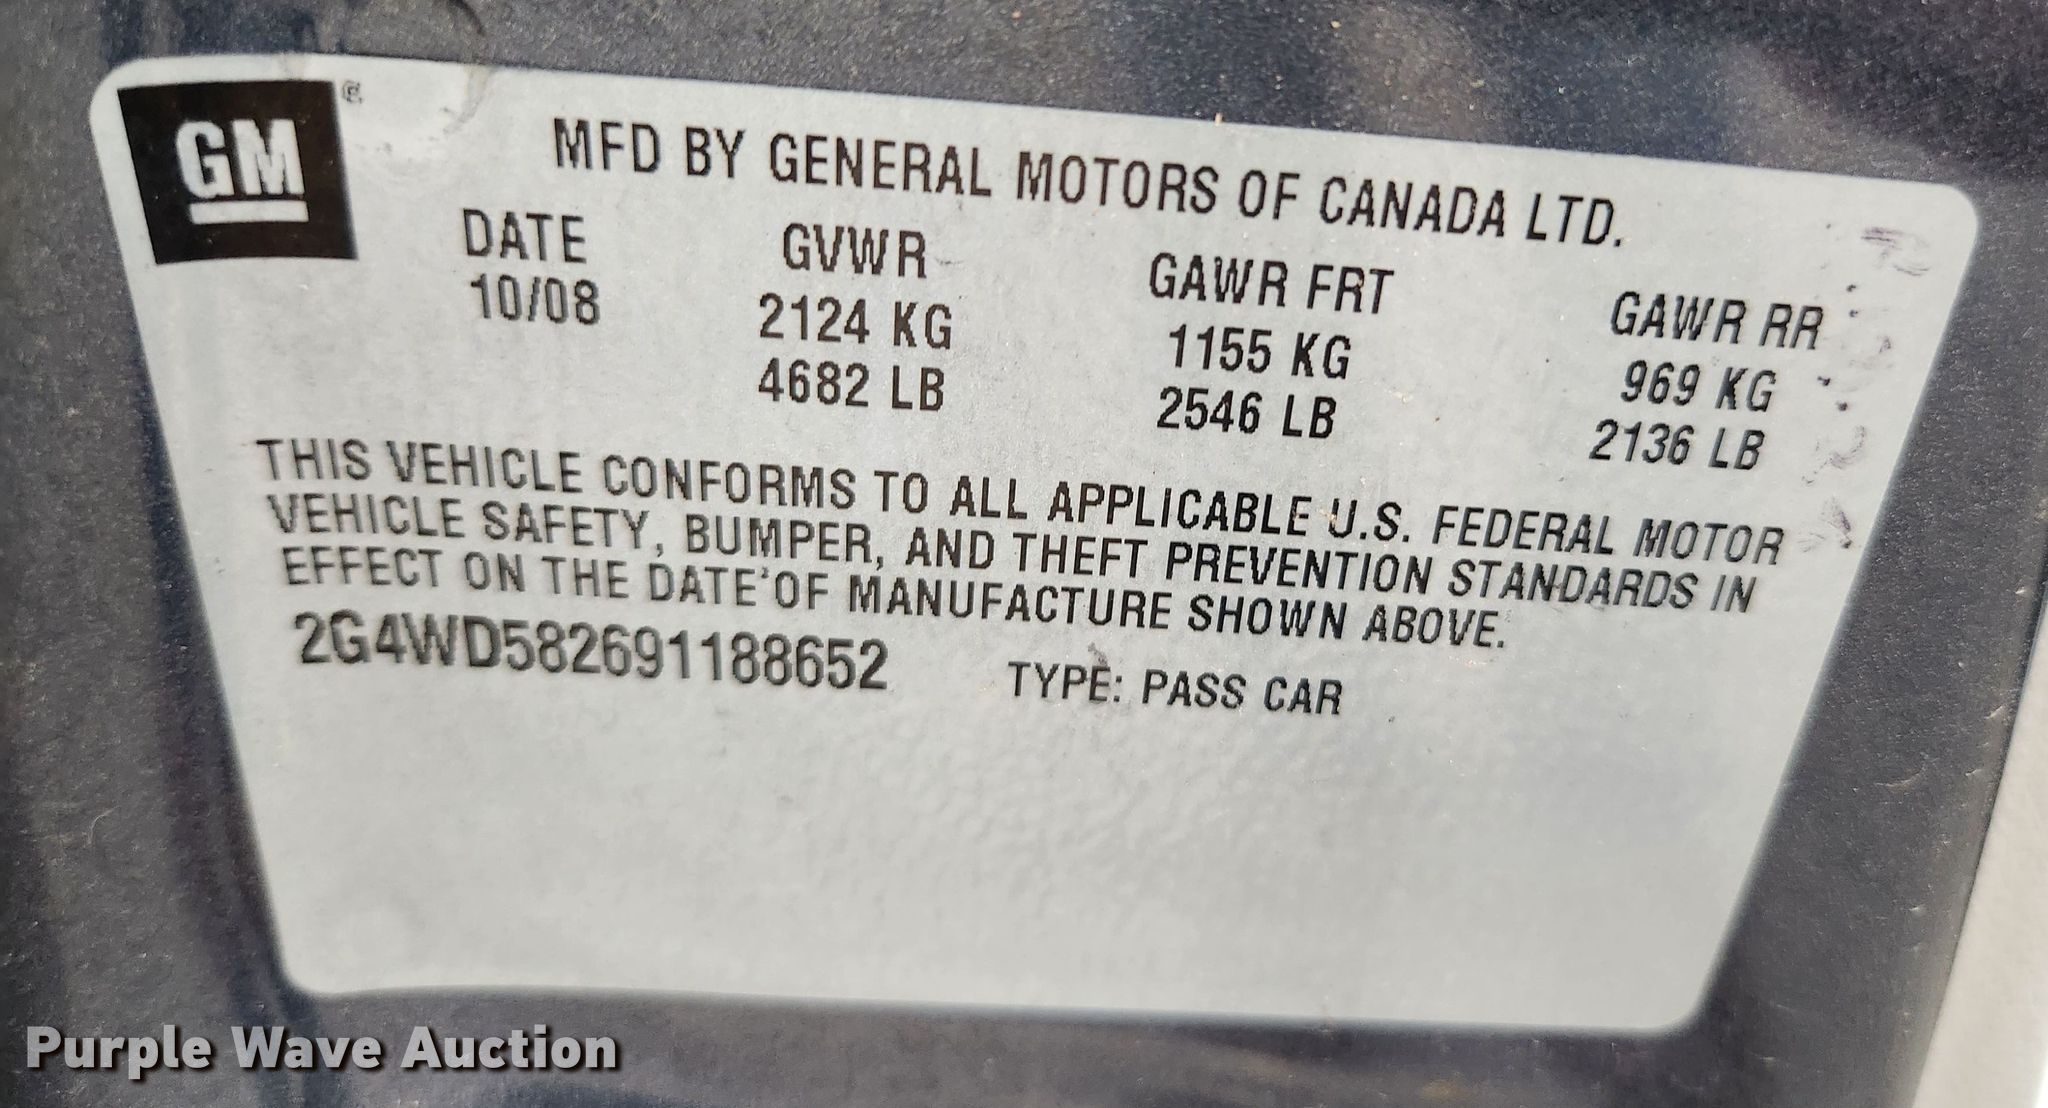 GM
MFD BY GENERAL MOTORS OF CANADA LTD.
DATE GVWR GAWR FRT GAWR RR
10/08 2124 KG 1155 KG 969 KG
4682 LB 2546 LB 2136 LB
THIS VEHICLE CONFORMS TO ALL APPLICABLE U.S. FEDERAL MOTOR
VEHICLE SAFETY, BUMPER, AND THEFT PREVENTION STANDARDS IN
EFFECT ON THE DATE OF MANUFACTURE SHOWN ABOVE.
2G4WD582691188652 TYPE: PASS CAR
Purple Wave Auction